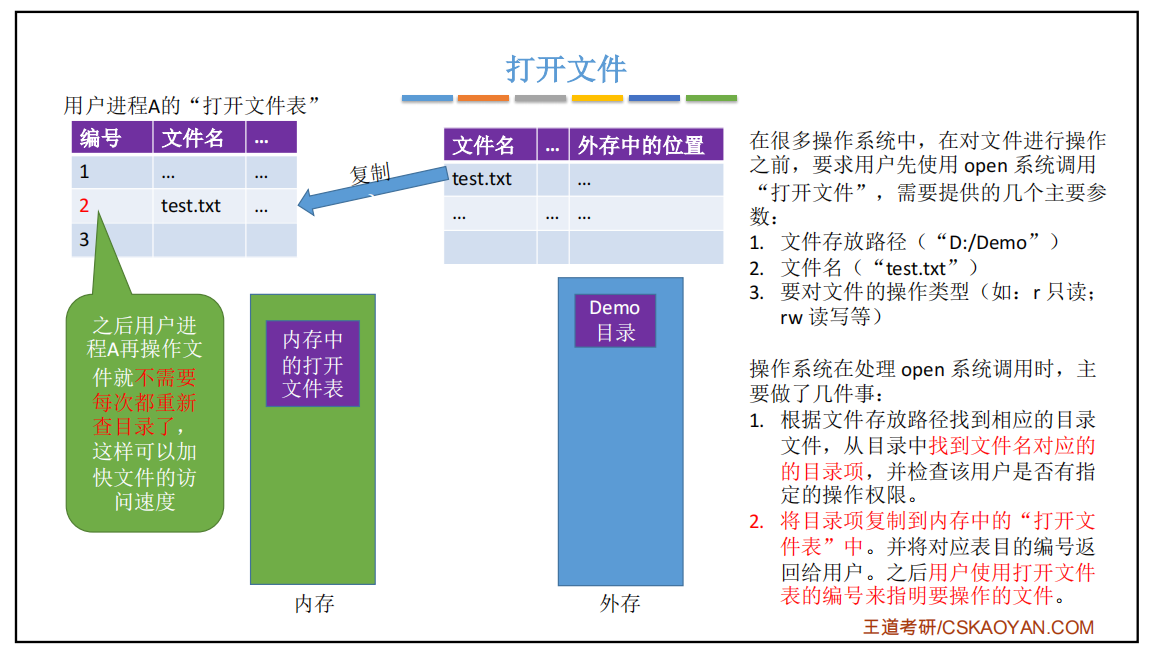 打开文件
用户进程A的“打开文件表”
编号 文件名 ...
1 ... ...
2 test.txt ...
3
复制
文件名 ... 外存中的位置
test.txt ...
... ... ...
之后用户进
程A再操作文
件就不需要
每次都重新
查目录了，
这样可以加
快文件的访
问速度
内存中
的打开
文件表
内存
Demo
目录
外存
在很多操作系统中，在对文件进行操作
之前，要求用户先使用 open 系统调用
“打开文件”，需要提供的几个主要参
数：
1. 文件存放路径（“D:/Demo”）
2. 文件名（“test.txt”）
3. 要对文件的操作类型（如：r 只读；
rw 读写等）
操作系统在处理 open 系统调用时，主
要做了几件事：
1. 根据文件存放路径找到相应的目录
文件，从目录中找到文件名对应的
的目录项，并检查该用户是否有指
定的操作权限。
2. 将目录项复制到内存中的“打开文
件表”中。并将对应表目的编号返
回给用户。之后用户使用打开文件
表的编号来指明要操作的文件。
王道考研/CSKAOYAN.COM